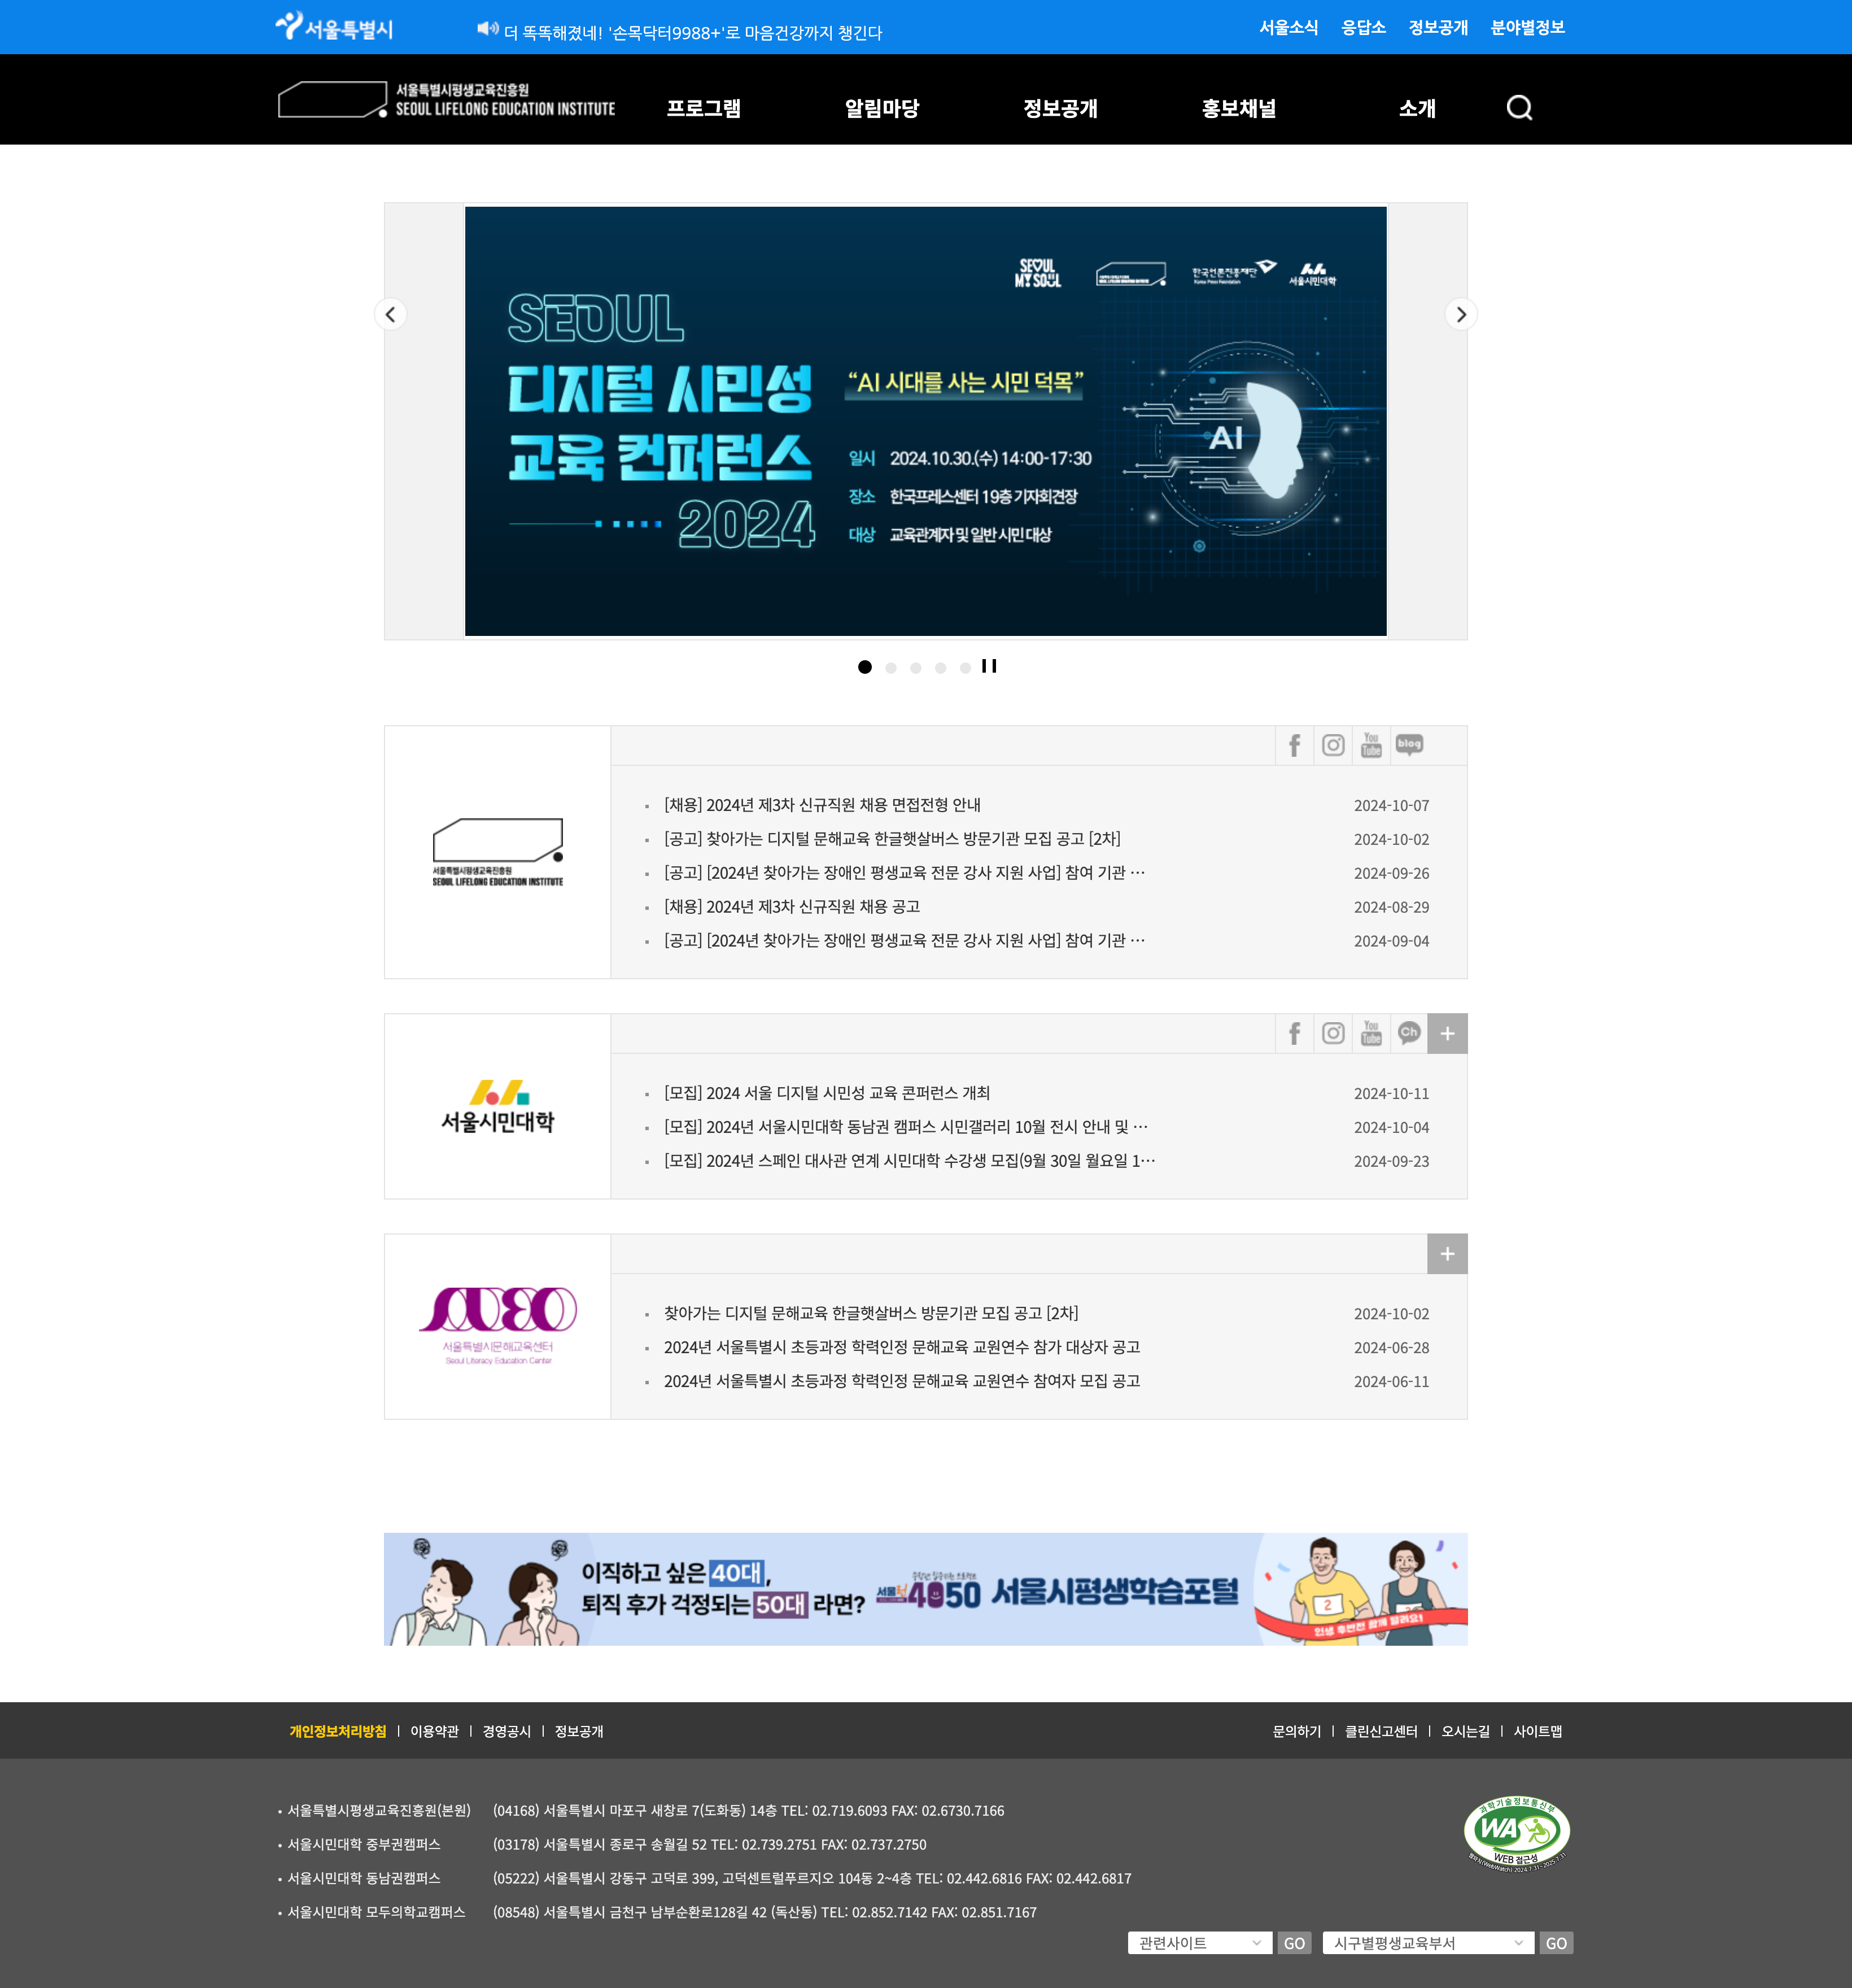 서울특별시
더 똑똑해졌네! '손목닥터9988+'로 마음건강까지 챙긴다
서울소식 응답소 정보공개 분야별정보
서울특별시평생교육진흥원
SEOUL LIFELONG EDUCATION INSTITUTE
프로그램 알림마당 정보공개 홍보채널 소개
SEOUL
MY SOUL
한국언론진흥재단
Korea Press Foundation
서울시민대학
SEOUL
디지털 시민성
교육 컨퍼런스
2024
“AI 시대를 사는 시민 덕목”
AI
일시 2024.10.30.(수) 14:00-17:30
장소 한국프레스센터 19층 기자회견장
대상 교육관계자 및 일반 시민 대상
You Tube
blog
서울특별시평생교육진흥원
SEOUL LIFELONG EDUCATION INSTITUTE
[채용] 2024년 제3차 신규직원 채용 면접전형 안내 2024-10-07
[공고] 찾아가는 디지털 문해교육 한글햇살버스 방문기관 모집 공고 [2차] 2024-10-02
[공고] [2024년 찾아가는 장애인 평생교육 전문 강사 지원 사업] 참여 기관 … 2024-09-26
[채용] 2024년 제3차 신규직원 채용 공고 2024-08-29
[공고] [2024년 찾아가는 장애인 평생교육 전문 강사 지원 사업] 참여 기관 … 2024-09-04
You Tube
Ch
+
서울시민대학
[모집] 2024 서울 디지털 시민성 교육 콘퍼런스 개최 2024-10-11
[모집] 2024년 서울시민대학 동남권 캠퍼스 시민갤러리 10월 전시 안내 및 … 2024-10-04
[모집] 2024년 스페인 대사관 연계 시민대학 수강생 모집(9월 30일 월요일 1… 2024-09-23
+
서울특별시문해교육센터
Seoul Literacy Education Center
찾아가는 디지털 문해교육 한글햇살버스 방문기관 모집 공고 [2차] 2024-10-02
2024년 서울특별시 초등과정 학력인정 문해교육 교원연수 참가 대상자 공고 2024-06-28
2024년 서울특별시 초등과정 학력인정 문해교육 교원연수 참여자 모집 공고 2024-06-11
이직하고 싶은 40대,
퇴직 후가 걱정되는 50대 라면?
서울런 4050 서울시평생학습포털
2
인생 후반전 함께 달려요!
개인정보처리방침 이용약관 경영공시 정보공개
문의하기 클린신고센터 오시는길 사이트맵
서울특별시평생교육진흥원(본원) (04168) 서울특별시 마포구 새창로 7(도화동) 14층 TEL: 02.719.6093 FAX: 02.6730.7166
서울시민대학 중부권캠퍼스 (03178) 서울특별시 종로구 송월길 52 TEL: 02.739.2751 FAX: 02.737.2750
서울시민대학 동남권캠퍼스 (05222) 서울특별시 강동구 고덕로 399, 고덕센트럴푸르지오 104동 2~4층 TEL: 02.442.6816 FAX: 02.442.6817
서울시민대학 모두의학교캠퍼스 (08548) 서울특별시 금천구 남부순환로128길 42 (독산동) TEL: 02.852.7142 FAX: 02.851.7167
과학기술정보통신부
WA
WEB 접근성
웹와치(WebWatch) 2024.7.31~2025.7.31
관련사이트 GO 시구별평생교육부서 GO